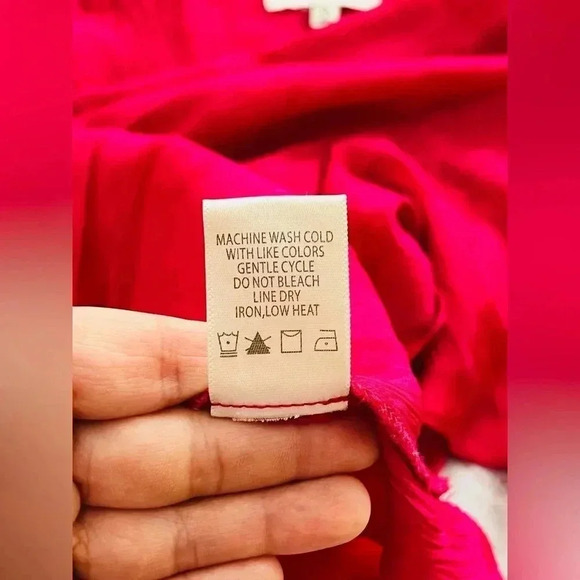 MACHINE WASH COLD
WITH LIKE COLORS
GENTLE CYCLE
DO NOT BLEACH
LINE DRY
IRON,LOW HEAT